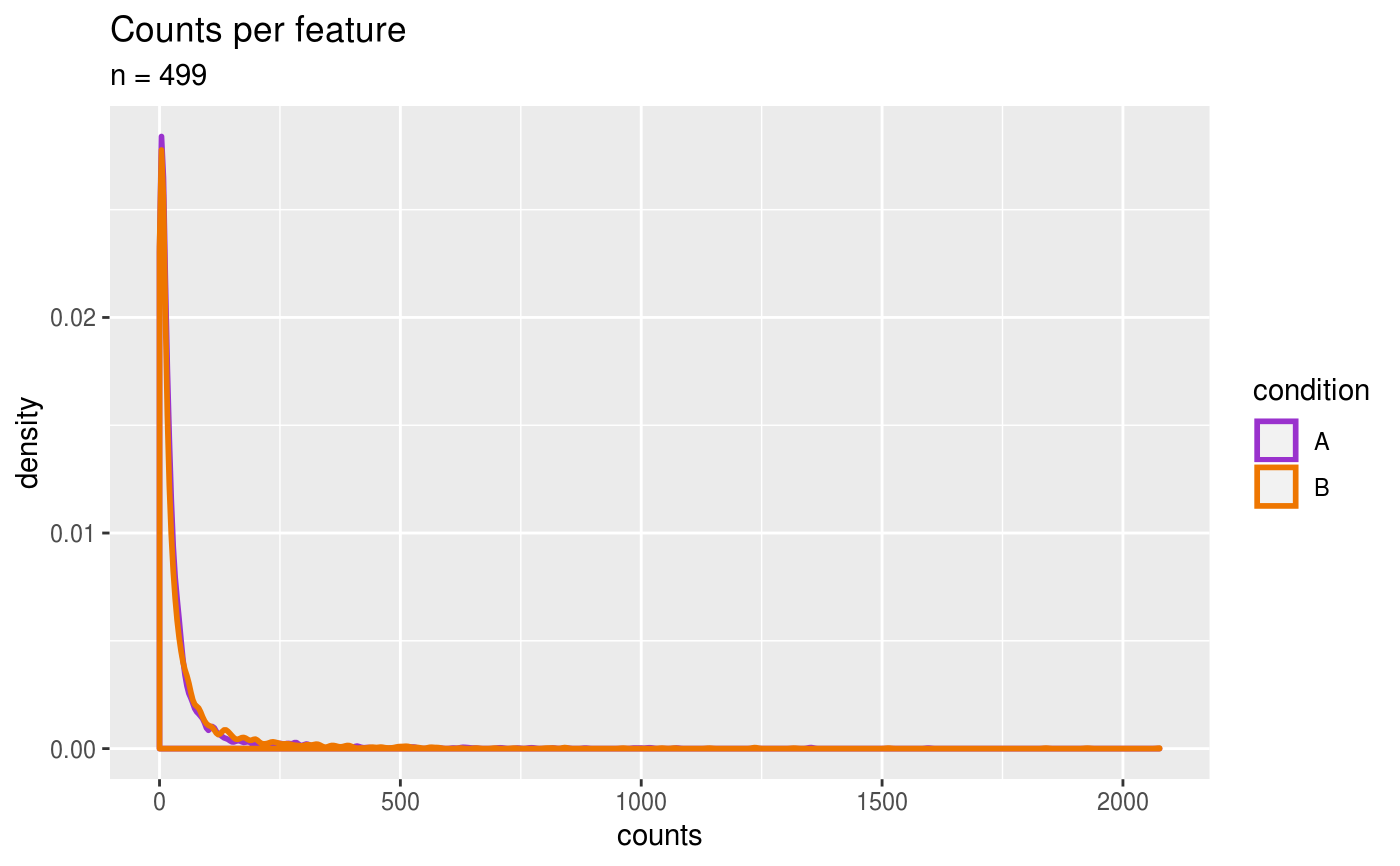 Counts per feature
n = 499
density
0.02
0.01
0.00
0
500
1000
1500
2000
counts
condition
A
B